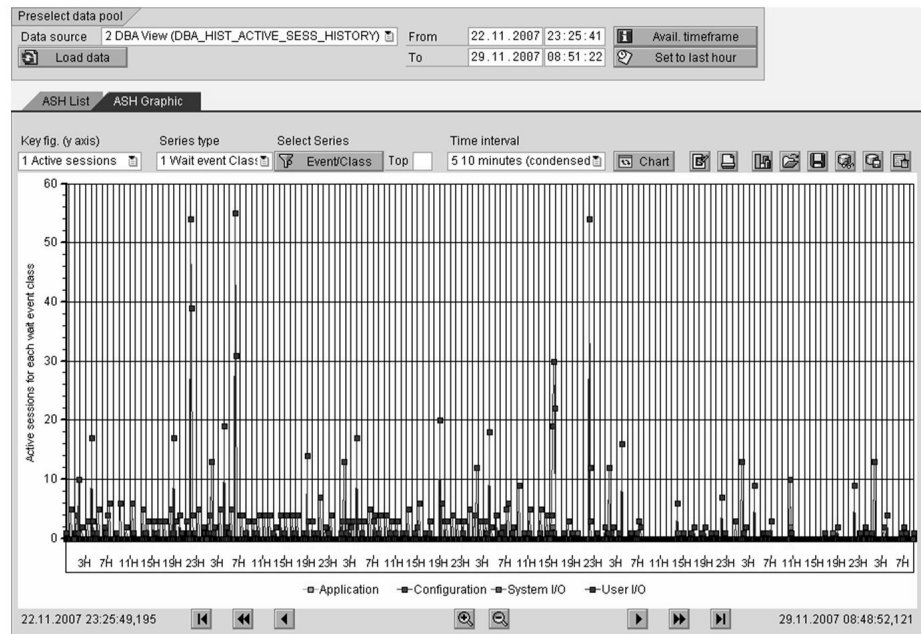 Preselect data pool
Data source 2 DBA View (DBA_HIST_ACTIVE_SESS_HISTORY) From 22.11.2007 23:25:41 Avail. timeframe
Load data To 29.11.2007 08:51:22 Set to last hour
ASH List ASH Graphic
Key fig. (y axis) Series type Select Series Time interval
1 Active sessions 1 Wait event Class Event/Class Top 5 10 minutes (condensed Chart
60
50
40
30
20
10
0
Active sessions for each wait event class
3H 7H 11H 15H 19H 23H 3H 7H 11H 15H 19H 23H 3H 7H 11H 15H 19H 23H 3H 7H 11H 15H 19H 23H 3H 7H 11H 15H 19H 23H 3H 7H 11H 15H 19H 23H 3H 7H
Application Configuration System I/O User I/O
22.11.2007 23:25:49,195 29.11.2007 08:48:52,121